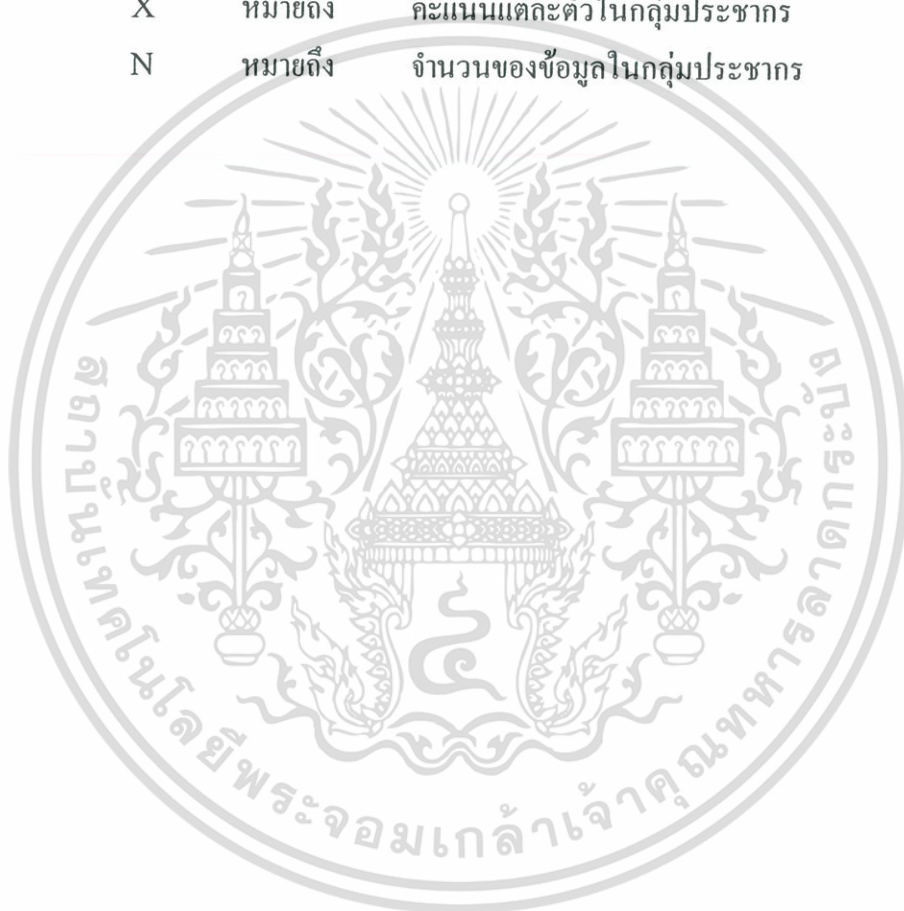 X หมายถึง คะแนนแต่ละตัวในกลุ่มประชากร
N หมายถึง จำนวนของข้อมูลในกลุ่มประชากร
สถาบันเทคโนโลยีพระจอมเกล้าเจ้าคุณทหารลาดกระบัง